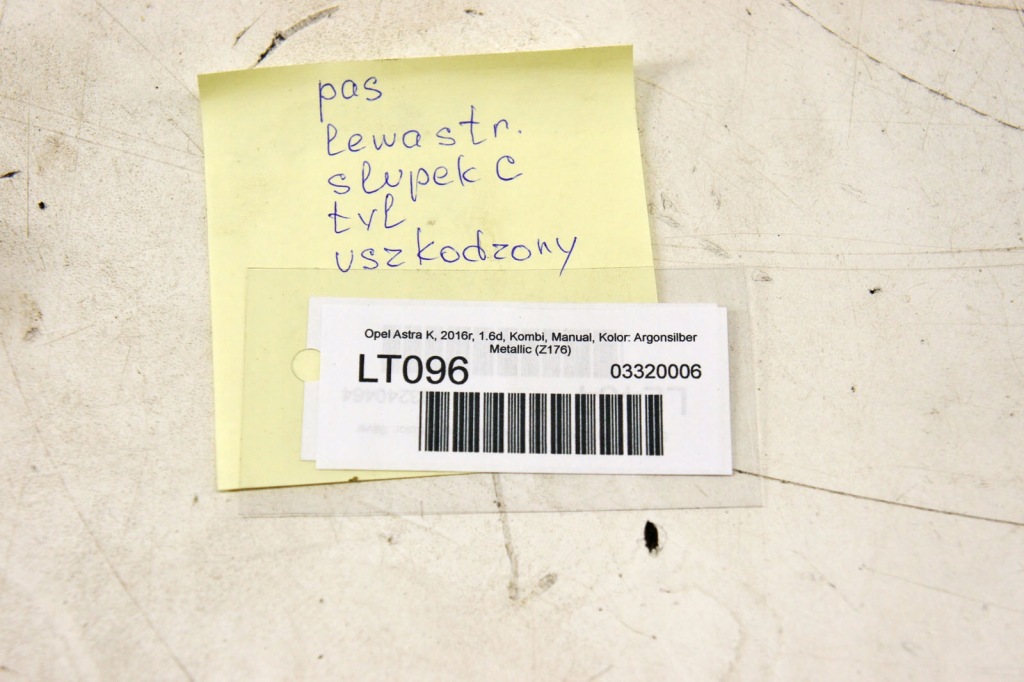 pas
lewa str.
słupek C
tył
uszkodzony
Opel Astra K, 2016r, 1.6d, Kombi, Manual, Kolor: Argonsilber
Metallic (Z176)
LT096 03320006